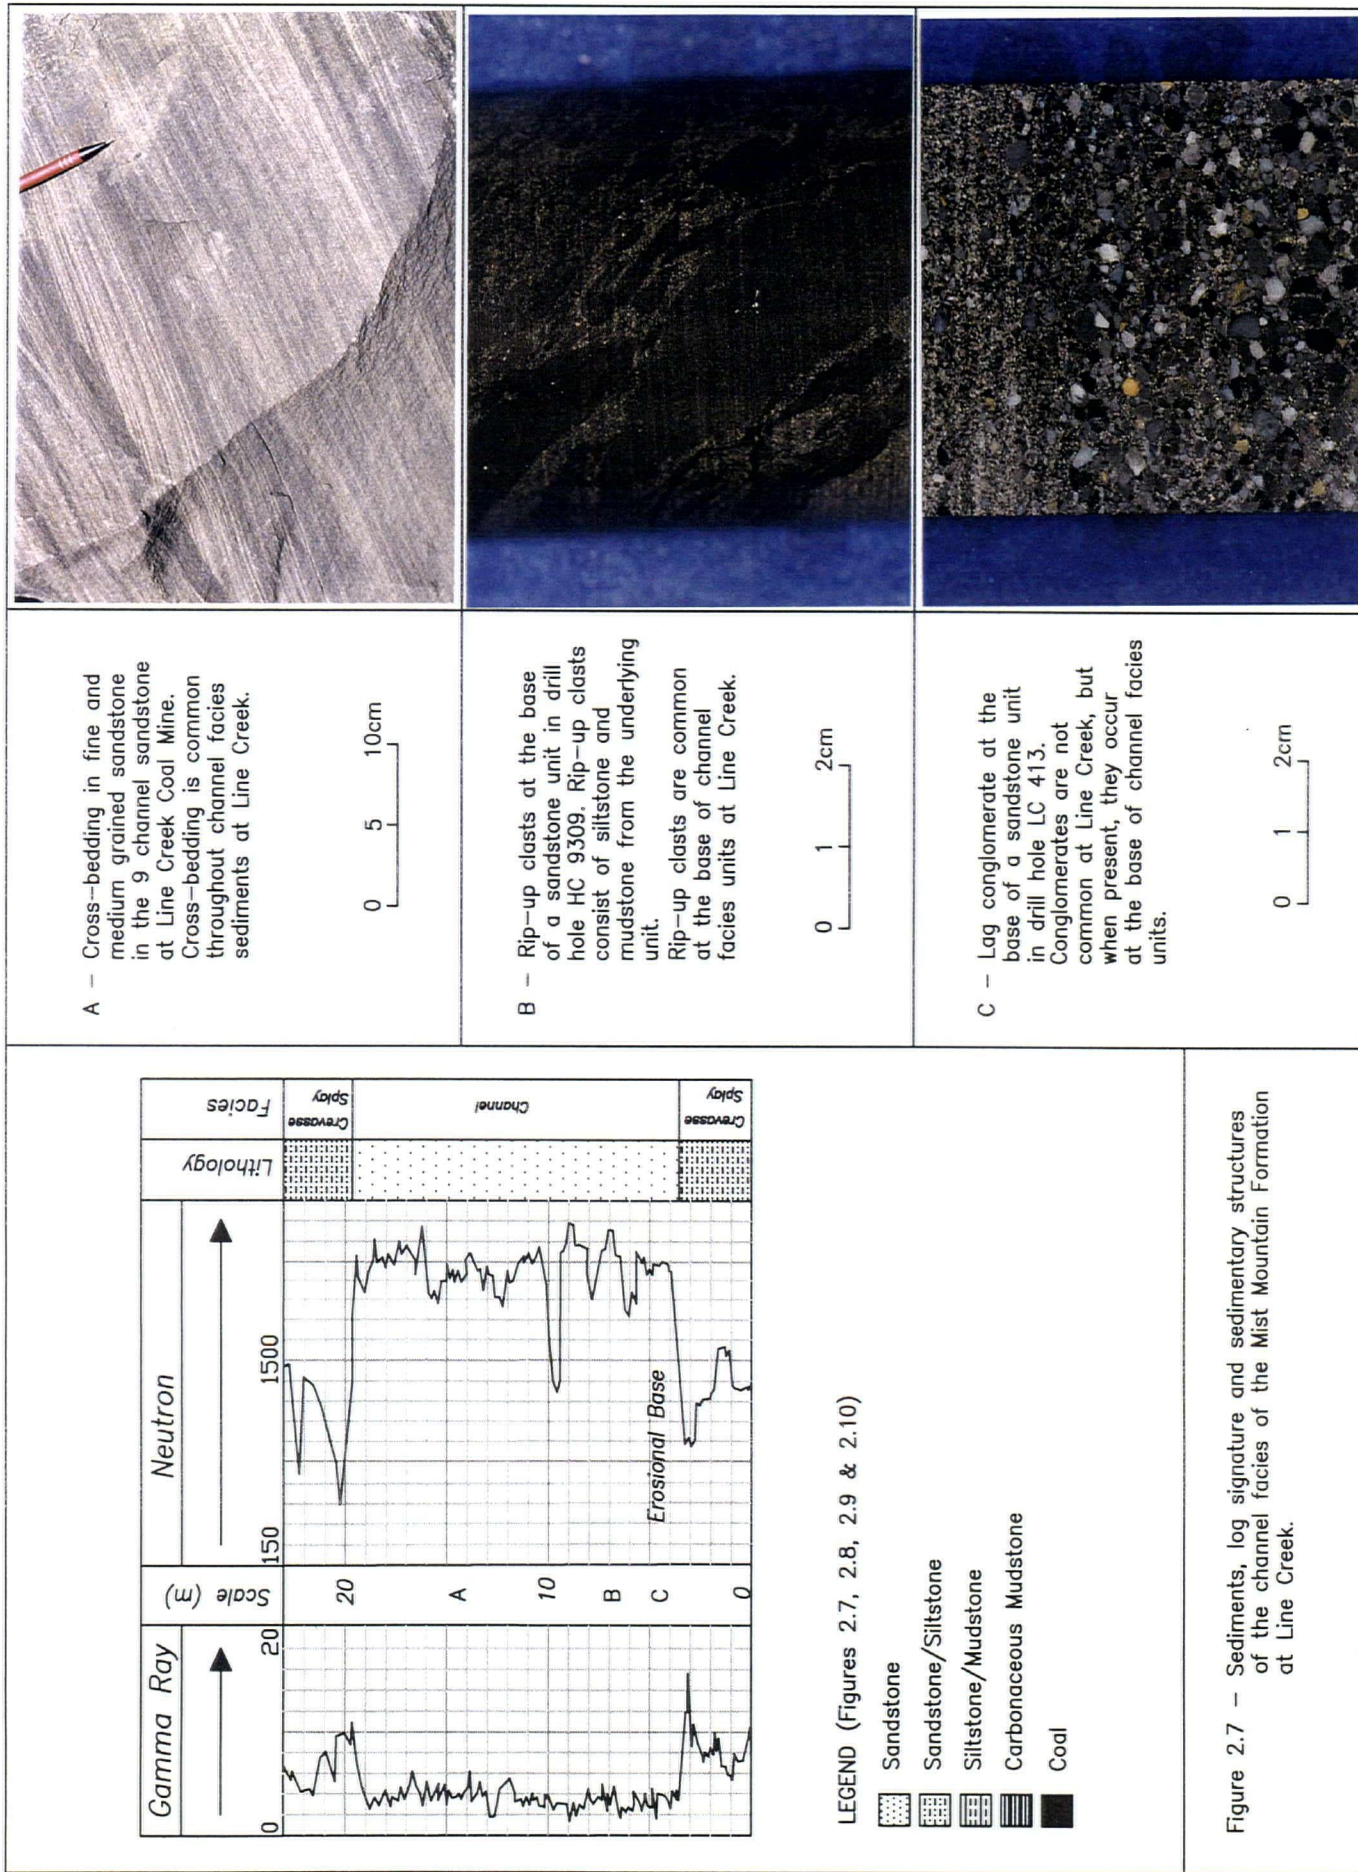 Gamma Ray
Scale (m)
Neutron
Lithology
Facies
0 20
150 1500
20
A
10
B
C
0
Erosional Base
Crevasse
Splay
Channel
Crevasse
Splay
LEGEND (Figures 2.7, 2.8, 2.9 & 2.10)
Sandstone
Sandstone/Siltstone
Siltstone/Mudstone
Carbonaceous Mudstone
Coal
A – Cross-bedding in fine and
medium grained sandstone
in the 9 channel sandstone
at Line Creek Coal Mine.
Cross-bedding is common
throughout channel facies
sediments at Line Creek.
0 5 10cm
B – Rip-up clasts at the base
of a sandstone unit in drill
hole HC 9309. Rip-up clasts
consist of siltstone and
mudstone from the underlying
unit.
Rip-up clasts are common
at the base of channel
facies units at Line Creek.
0 1 2cm
C – Lag conglomerate at the
base of a sandstone unit
in drill hole LC 413.
Conglomerates are not
common at Line Creek, but
when present, they occur
at the base of channel facies
units.
0 1 2cm
Figure 2.7 – Sediments, log signature and sedimentary structures
of the channel facies of the Mist Mountain Formation
at Line Creek.